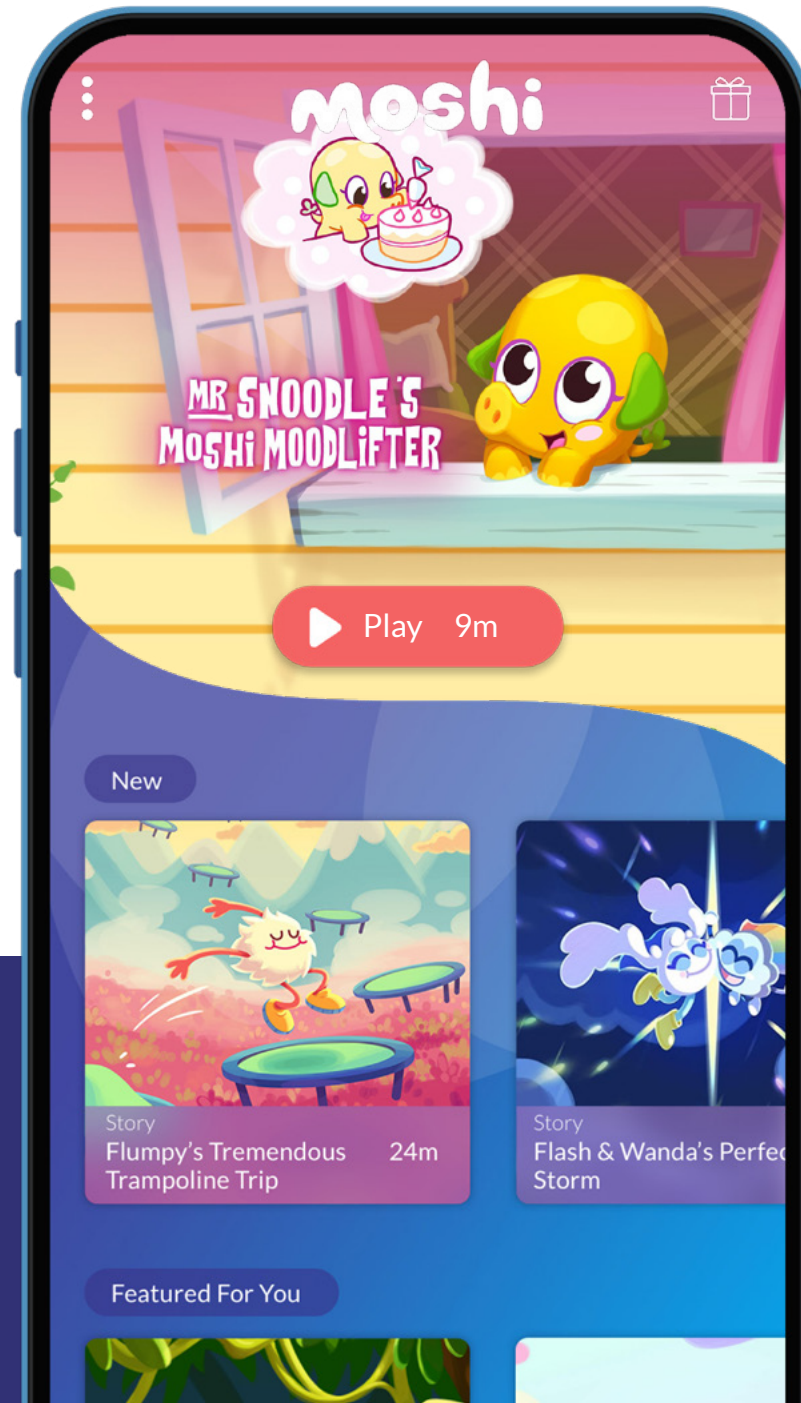 moshi
MR SNOODLE'S
MOSHi MOODLiFTER
Play 9m
New
Story
Flumpy’s Tremendous 24m
Trampoline Trip
Story
Flash & Wanda’s Perfec
Storm
Featured For You